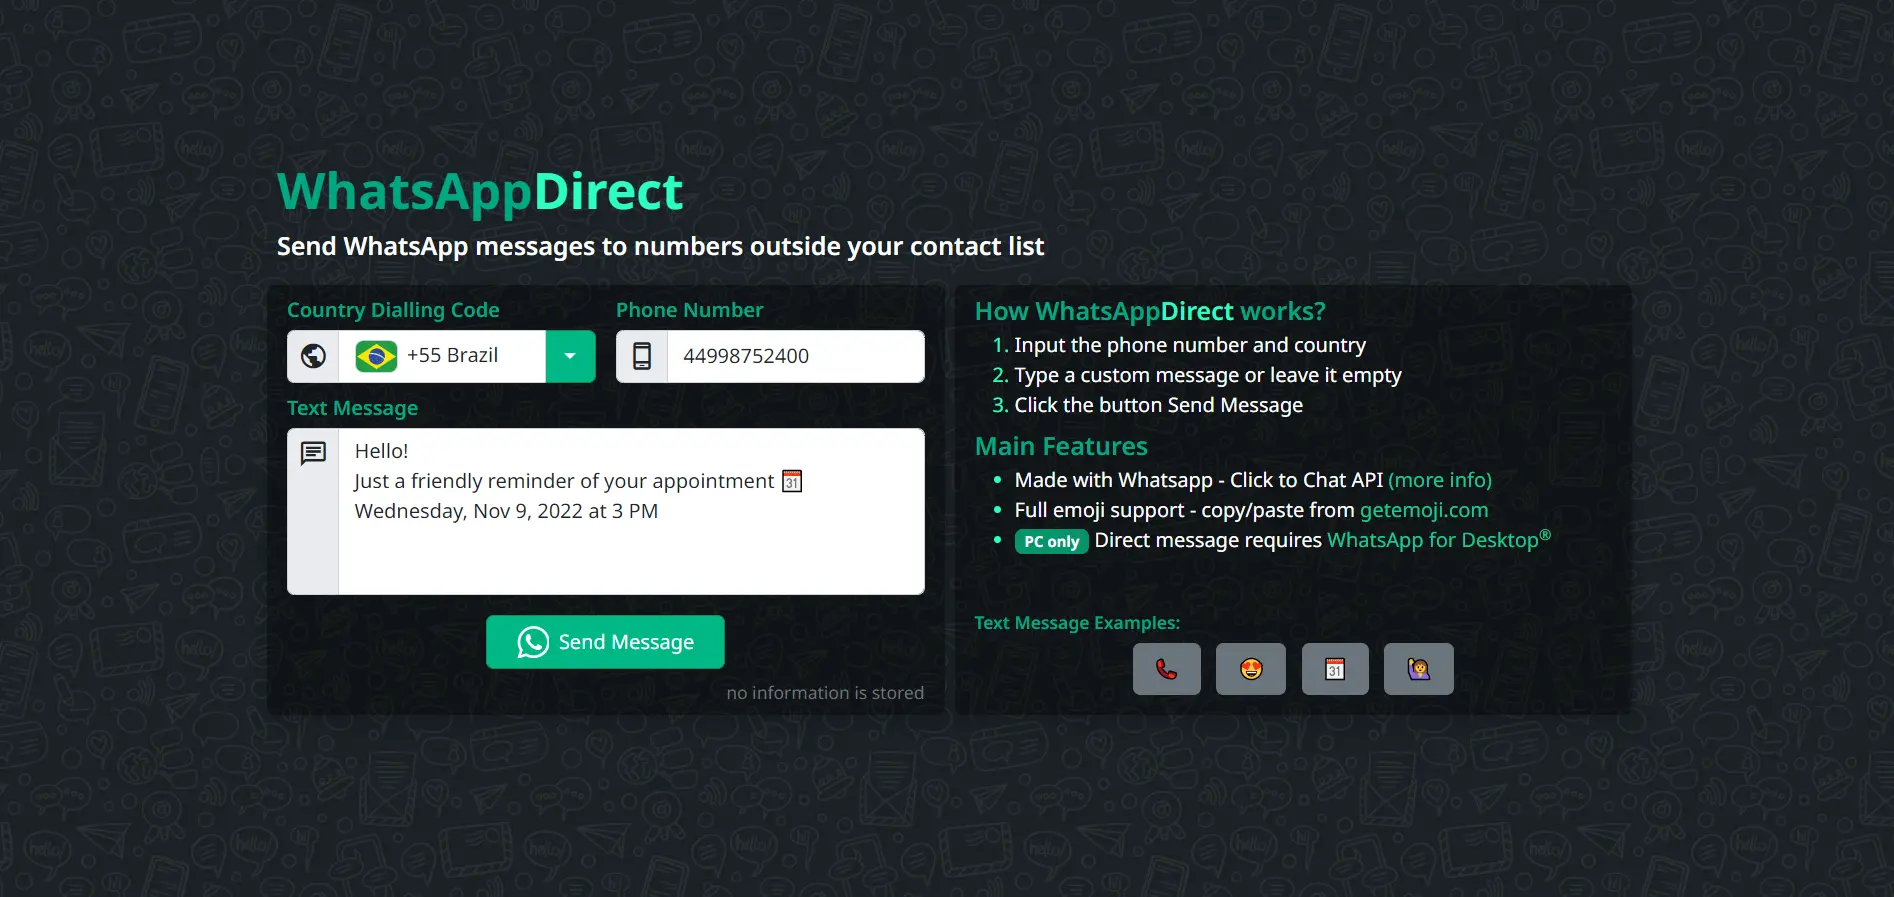 WhatsAppDirect
Send WhatsApp messages to numbers outside your contact list
Country Dialling Code
Phone Number
+55 Brazil
44998752400
Text Message
Hello!
Just a friendly reminder of your appointment 📅
Wednesday, Nov 9, 2022 at 3 PM
Send Message
no information is stored
How WhatsAppDirect works?
1. Input the phone number and country
2. Type a custom message or leave it empty
3. Click the button Send Message
Main Features
• Made with Whatsapp - Click to Chat API (more info)
• Full emoji support - copy/paste from getemoji.com
• PC only Direct message requires WhatsApp for Desktop®
Text Message Examples: